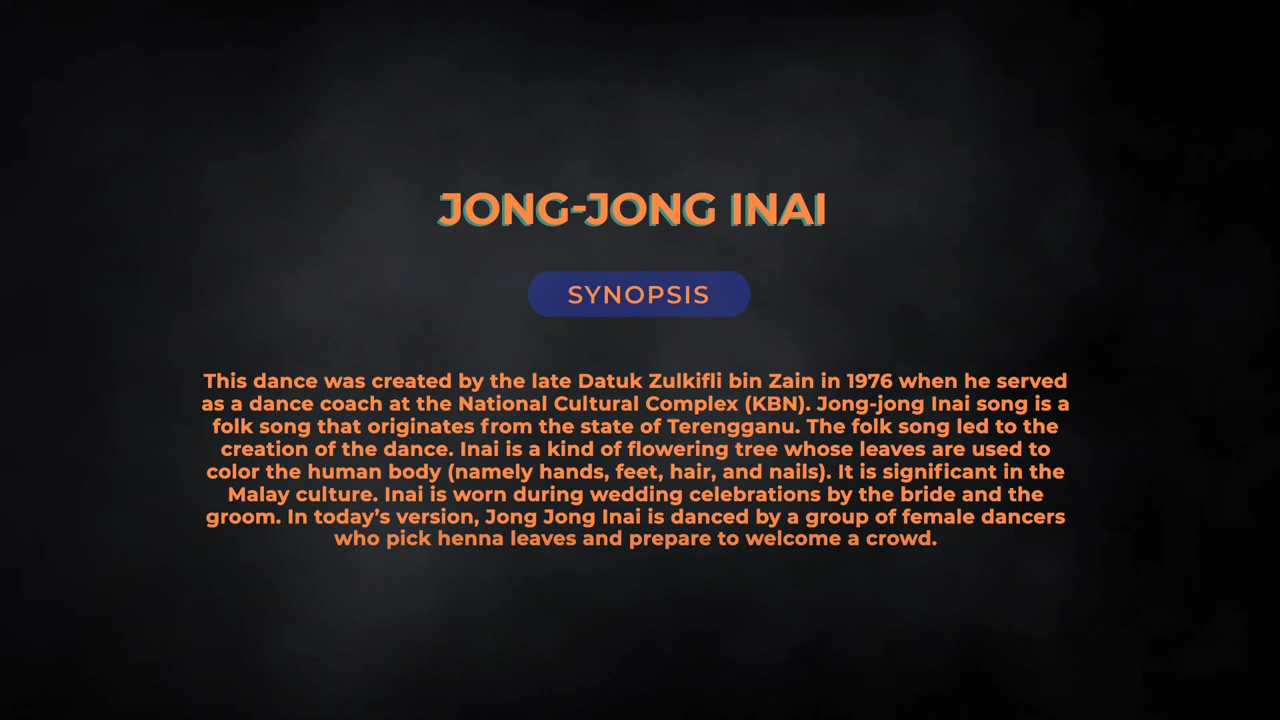 JONG-JONG INAI
SYNOPSIS
This dance was created by the late Datuk Zulkifli bin Zain in 1976 when he served
as a dance coach at the National Cultural Complex (KBN). Jong-jong Inai song is a
folk song that originates from the state of Terengganu. The folk song led to the
creation of the dance. Inai is a kind of flowering tree whose leaves are used to
color the human body (namely hands, feet, hair, and nails). It is significant in the
Malay culture. Inai is worn during wedding celebrations by the bride and the
groom. In today’s version, Jong Jong Inai is danced by a group of female dancers
who pick henna leaves and prepare to welcome a crowd.